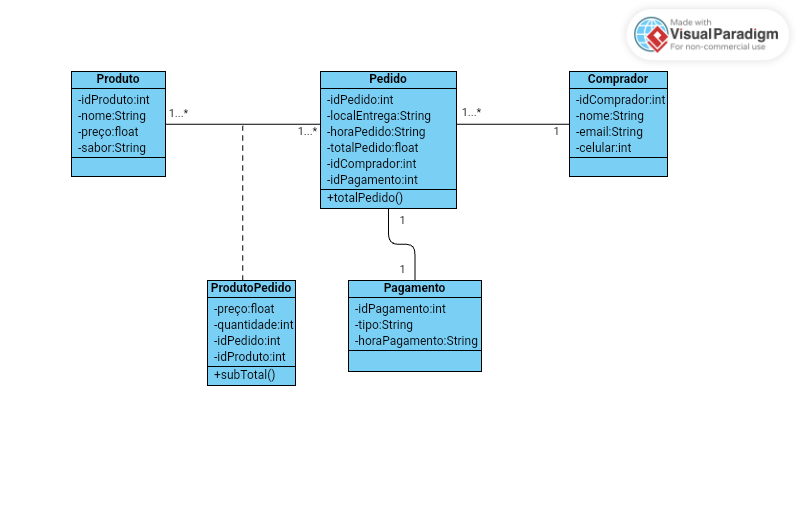 Made with
VisualParadigm
For non-commercial use
Produto
-idProduto:int
-nome:String
-preço:float
-sabor:String
1...*
1...*
Pedido
-idPedido:int
-localEntrega:String
-horaPedido:String
-totalPedido:float
-idComprador:int
-idPagamento:int
+totalPedido()
1...*
1
Comprador
-idComprador:int
-nome:String
-email:String
-celular:int
1
1
ProdutoPedido
-preço:float
-quantidade:int
-idPedido:int
-idProduto:int
+subTotal()
Pagamento
-idPagamento:int
-tipo:String
-horaPagamento:String